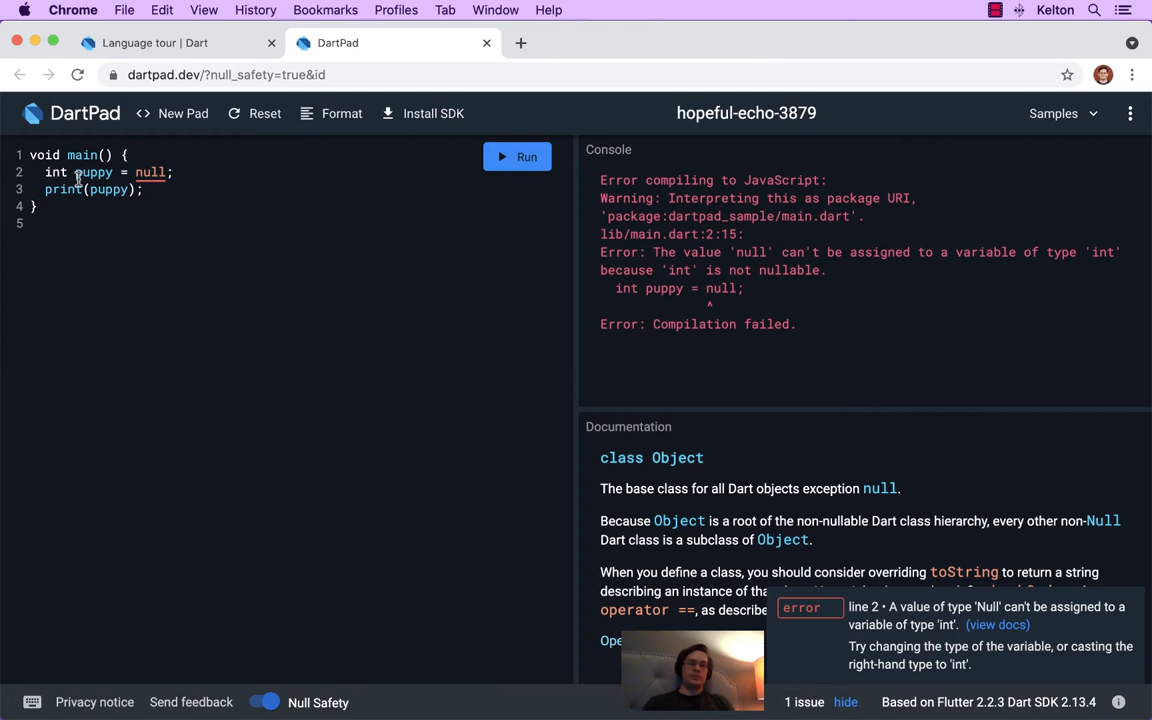 Chrome File Edit View History Bookmarks Profiles Tab Window Help Kelton
Language tour | Dart
DartPad
dartpad.dev/?null_safety=true&id
DartPad <> New Pad Reset Format Install SDK hopeful-echo-3879 Samples
1 void main() {
2 int puppy = null;
3 print(puppy);
4 }
5
Run
Console
Error compiling to JavaScript:
Warning: Interpreting this as package URI,
'package:dartpad_sample/main.dart'.
lib/main.dart:2:15:
Error: The value 'null' can't be assigned to a variable of type 'int'
because 'int' is not nullable.
int puppy = null;
^
Error: Compilation failed.
Documentation
class Object
The base class for all Dart objects exception null.
Because Object is a root of the non-nullable Dart class hierarchy, every other non-Null
Dart class is a subclass of Object.
When you define a class, you should consider overriding toString to return a string
describing an instance of
operator ==, as
error line 2 • A value of type 'Null' can't be assigned to a
variable of type 'int'. (view docs)
Try changing the type of the variable, or casting the
right-hand type to 'int'.
Privacy notice Send feedback Null Safety 1 issue hide Based on Flutter 2.2.3 Dart SDK 2.13.4